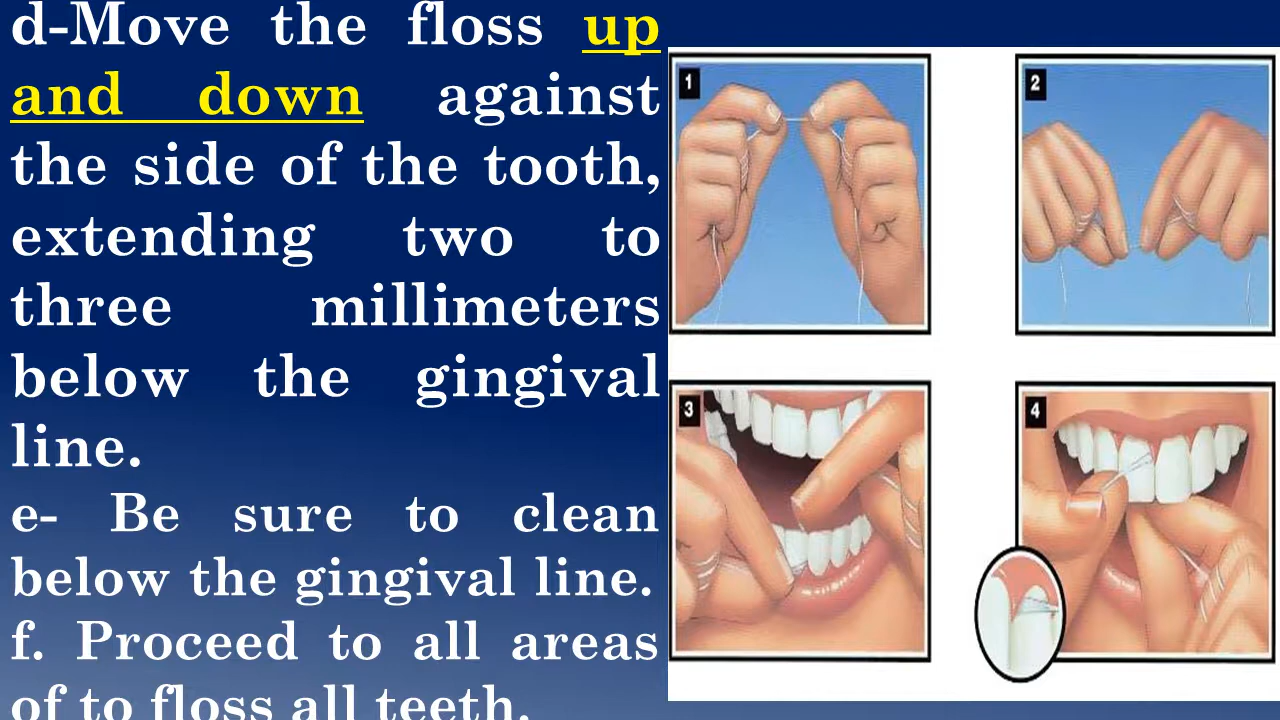 d-Move the floss up
and down against
the side of the tooth,
extending two to
three millimeters
below the gingival
line.
e- Be sure to clean
below the gingival line.
f. Proceed to all areas
of to floss all teeth.
1
2
3
4